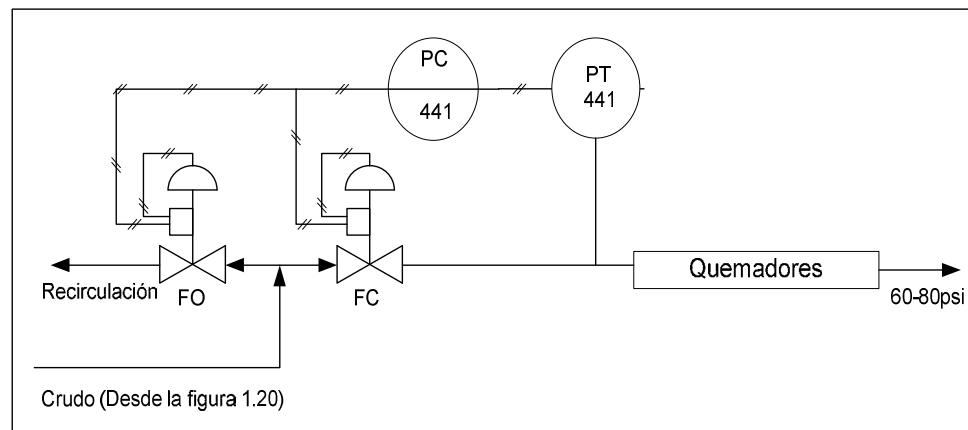 PC
441
PT
441
Recirculación
FO
FC
Quemadores
60-80psi
Crudo (Desde la figura 1.20)